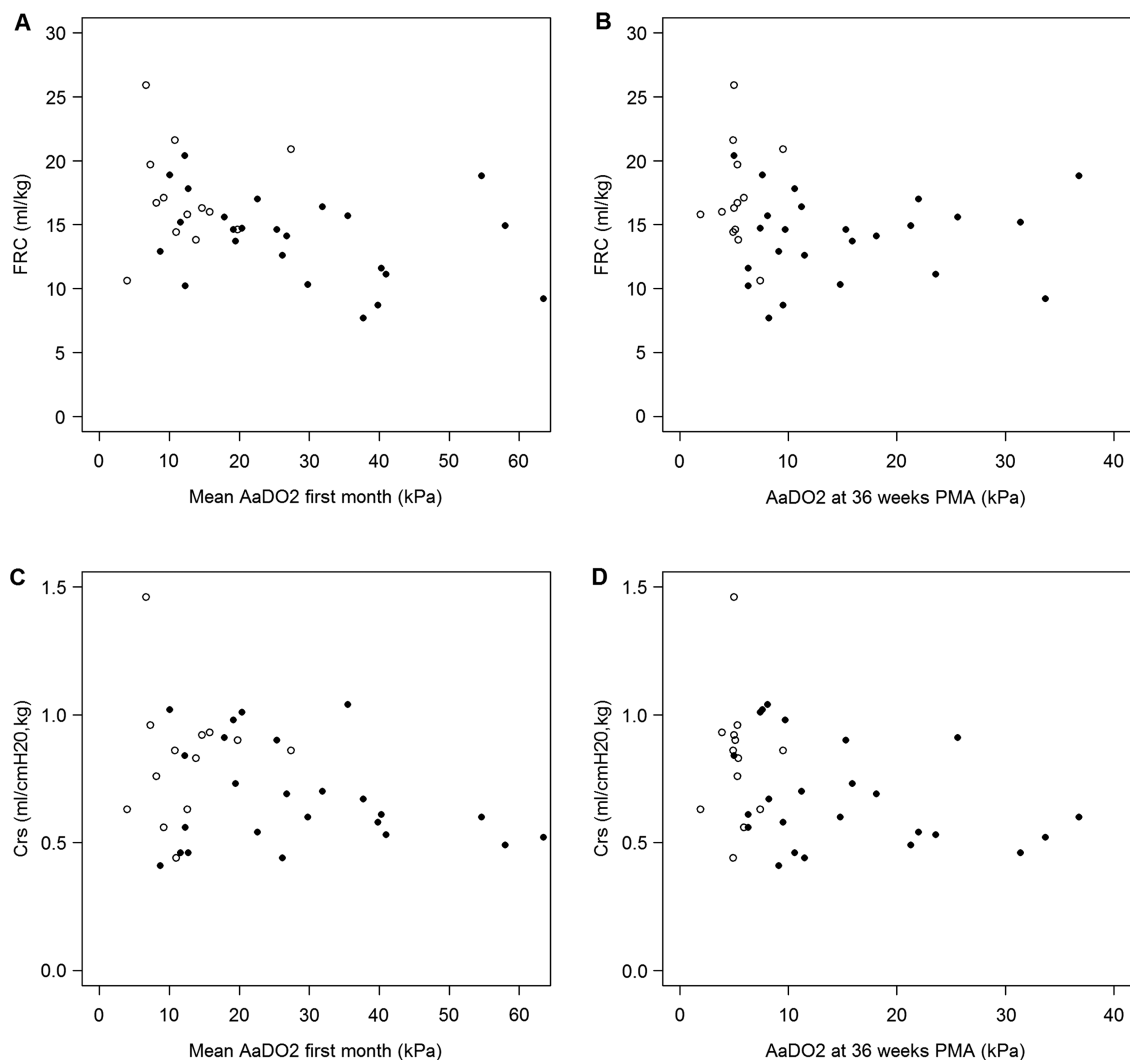 A
30
25
20
15
10
5
0
FRC (ml/kg)
0 10 20 30 40 50 60
Mean AaDO2 first month (kPa)
B
30
25
20
15
10
5
0
FRC (ml/kg)
0 10 20 30 40
AaDO2 at 36 weeks PMA (kPa)
C
1.5
1.0
0.5
0.0
Crs (ml/cmH20,kg)
0 10 20 30 40 50 60
Mean AaDO2 first month (kPa)
D
1.5
1.0
0.5
0.0
Crs (ml/cmH20,kg)
0 10 20 30 40
AaDO2 at 36 weeks PMA (kPa)